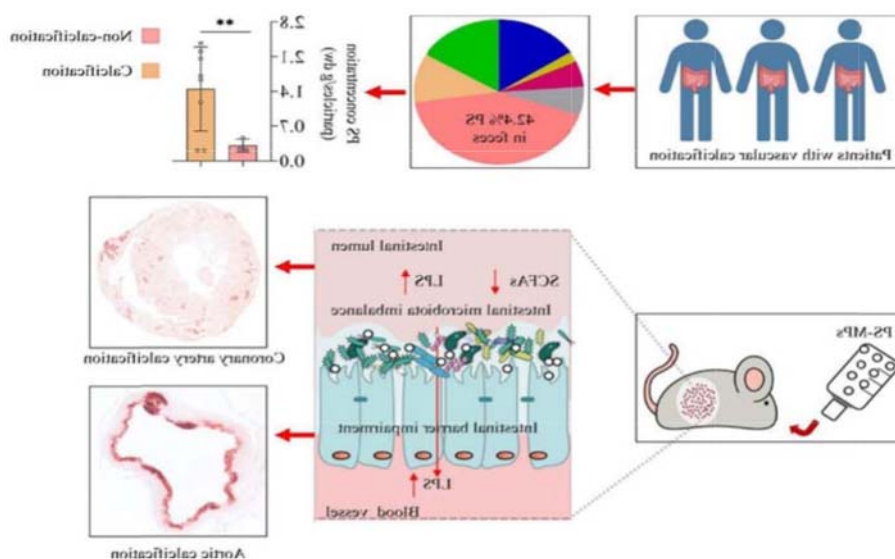 Patients with vascular calcification
42.4% PS
in feces
PS concentration
(particles/g dw)
2.8
2.1
1.4
0.7
0.0
**
Non-calcification
Calcification
PS-MPs
Intestinal lumen
SCFAs
LPS
Intestinal microbiota imbalance
Intestinal barrier impairment
LPS
Blood vessel
Coronary artery calcification
Aortic calcification